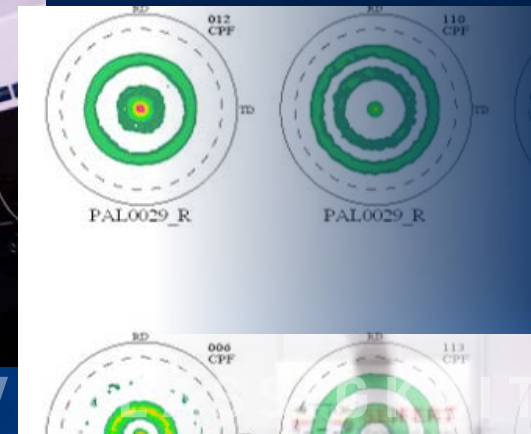 RD
012
CPF
RD
110
CPF
TD
TD
PAL0029_R
PAL0029_R
RD
006
CPF
RD
113
CPF